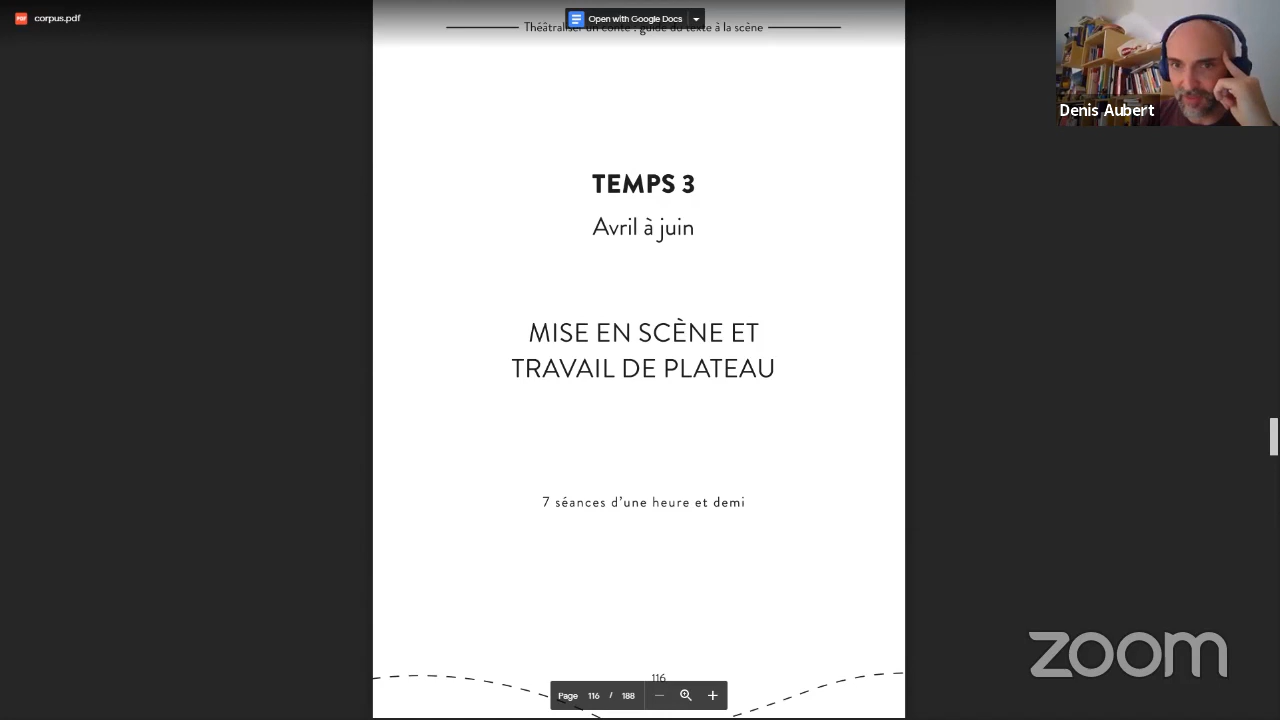 corpus.pdf
Open with Google Docs
Théâtraliser un conte : guide du texte à la scène
Denis Aubert
TEMPS 3
Avril à juin
MISE EN SCÈNE ET
TRAVAIL DE PLATEAU
7 séances d'une heure et demi
116
Page 116 / 188
zoom